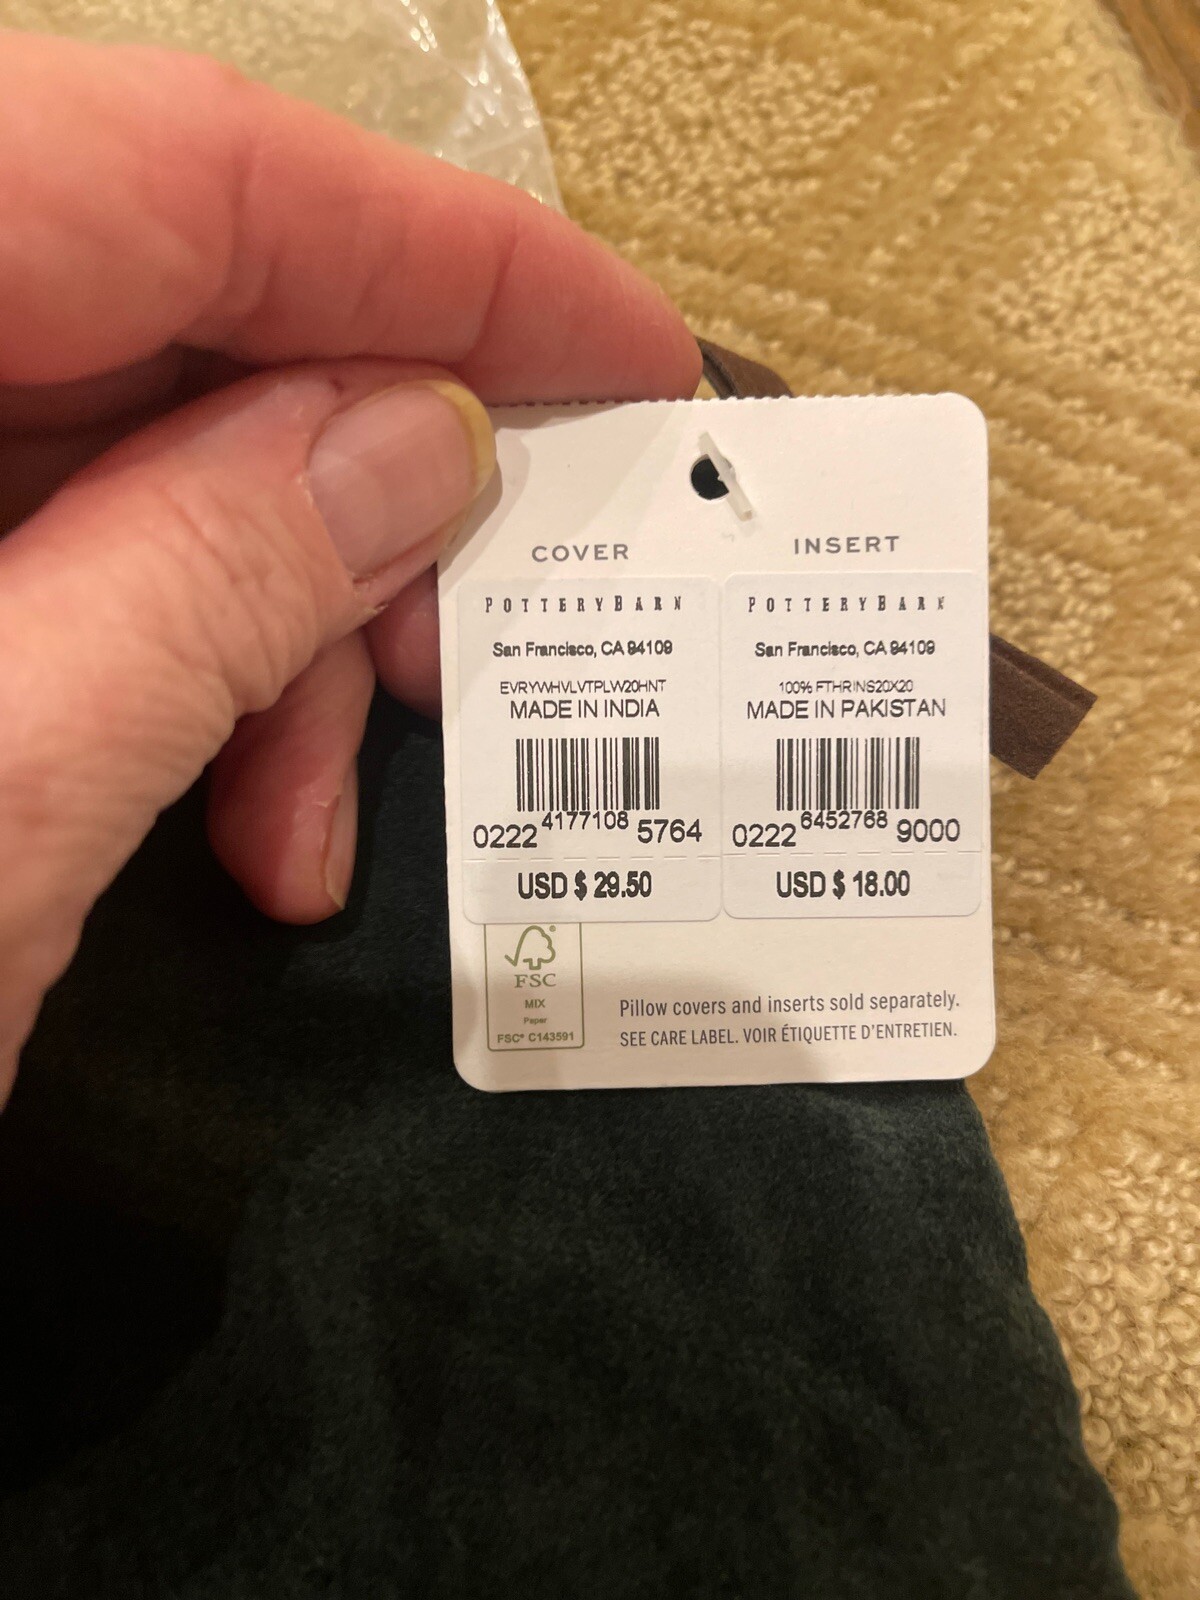 COVER
POTTERYBARN
San Francisco, CA 94109
EVRYWHVLVTPLW20HNT
MADE IN INDIA
0222 4177108 5764
USD $ 29.50
INSERT
POTTERYBARN
San Francisco, CA 94109
100% FTHRINS20X20
MADE IN PAKISTAN
0222 6452768 9000
USD $ 18.00
FSC
MIX
Paper
FSC® C143591
Pillow covers and inserts sold separately.
SEE CARE LABEL. VOIR ÉTIQUETTE D'ENTRETIEN.